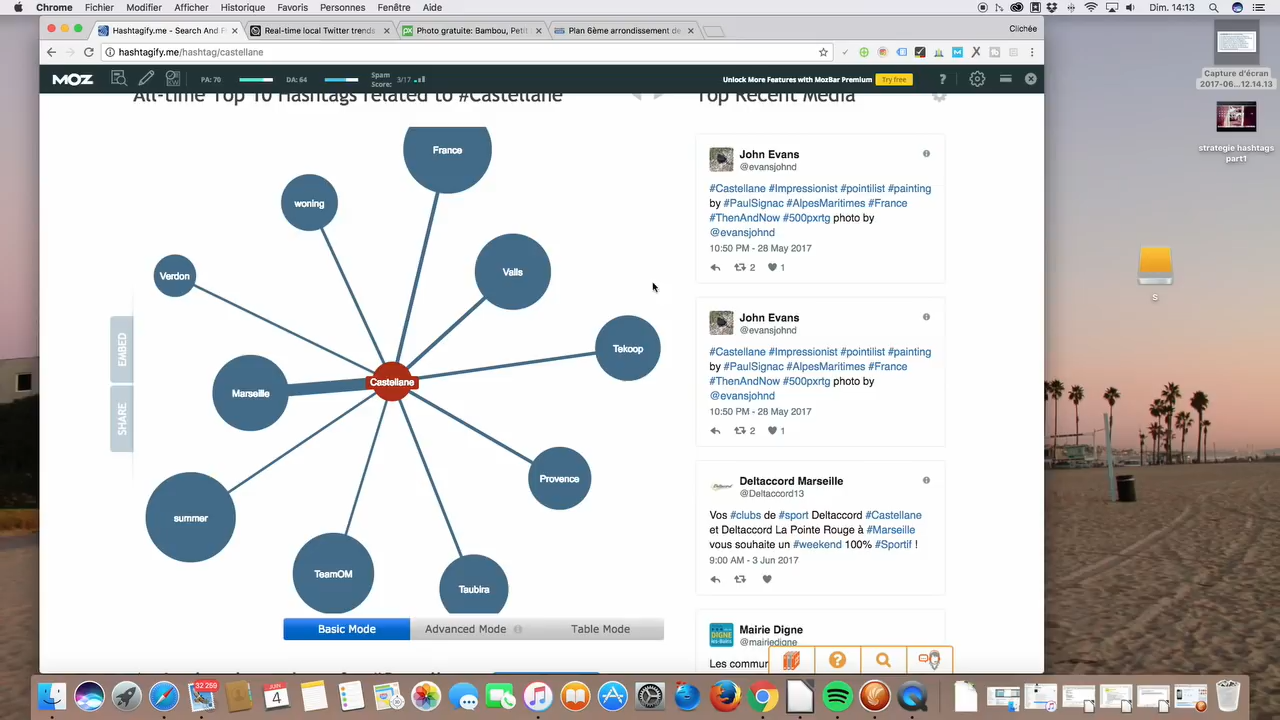 Chrome Fichier Modifier Afficher Historique Favoris Personnes Fenêtre Aide Dim. 14:13
Hashtagify.me - Search And F Real-time local Twitter trends Photo gratuite: Bambou, Petit Plan 6ème arrondissement de Clichée
hashtagify.me/hashtag/castellane
MOZ PA: 70 DA: 64 Spam Score: 3/17 Unlock More Features with MozBar Premium Try free
All-time Top 10 Hashtags related to #Castellane
France
woning
Valls
Verdon
Tekoop
Castellane
Marseille
Provence
summer
TeamOM
Taubira
EMBED
SHARE
Basic Mode Advanced Mode Table Mode
Top Recent Media
John Evans
@evansjohnd
#Castellane #Impressionist #pointilist #painting
by #PaulSignac #AlpesMaritimes #France
#ThenAndNow #500pxrtg photo by
@evansjohnd
10:50 PM - 28 May 2017
2 1
John Evans
@evansjohnd
#Castellane #Impressionist #pointilist #painting
by #PaulSignac #AlpesMaritimes #France
#ThenAndNow #500pxrtg photo by
@evansjohnd
10:50 PM - 28 May 2017
2 1
Deltaccord Marseille
@Deltaccord13
Vos #clubs de #sport Deltaccord #Castellane
et Deltaccord La Pointe Rouge à #Marseille
vous souhaite un #weekend 100% #Sportif !
9:00 AM - 3 Jun 2017
DIGNE
Mairie Digne
@mairiedigne
Les commun
Capture d'écran
2017-06...12.14.13
strategie hashtags
part1
S
32 269
JUN
4